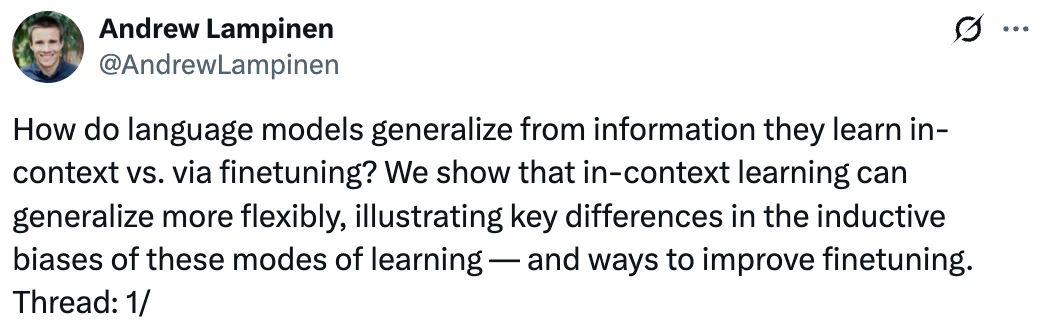 Andrew Lampinen
@AndrewLampinen
How do language models generalize from information they learn in-
context vs. via finetuning? We show that in-context learning can
generalize more flexibly, illustrating key differences in the inductive
biases of these modes of learning — and ways to improve finetuning.
Thread: 1/